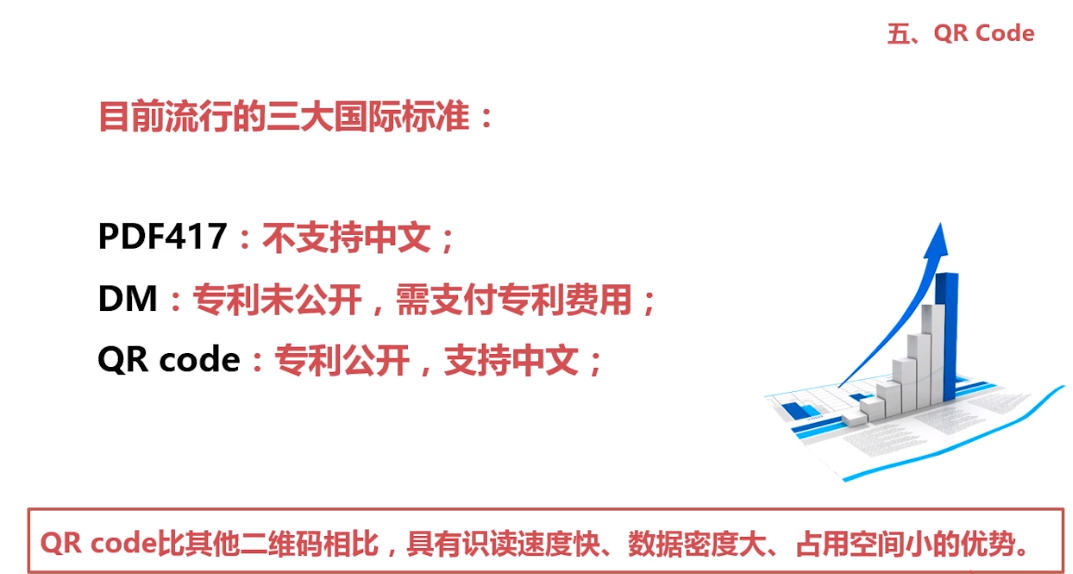 五、QR Code
目前流行的三大国际标准：
PDF417：不支持中文；
DM：专利未公开，需支付专利费用；
QR code：专利公开，支持中文；
QR code比其他二维码相比，具有识读速度快、数据密度大、占用空间小的优势。